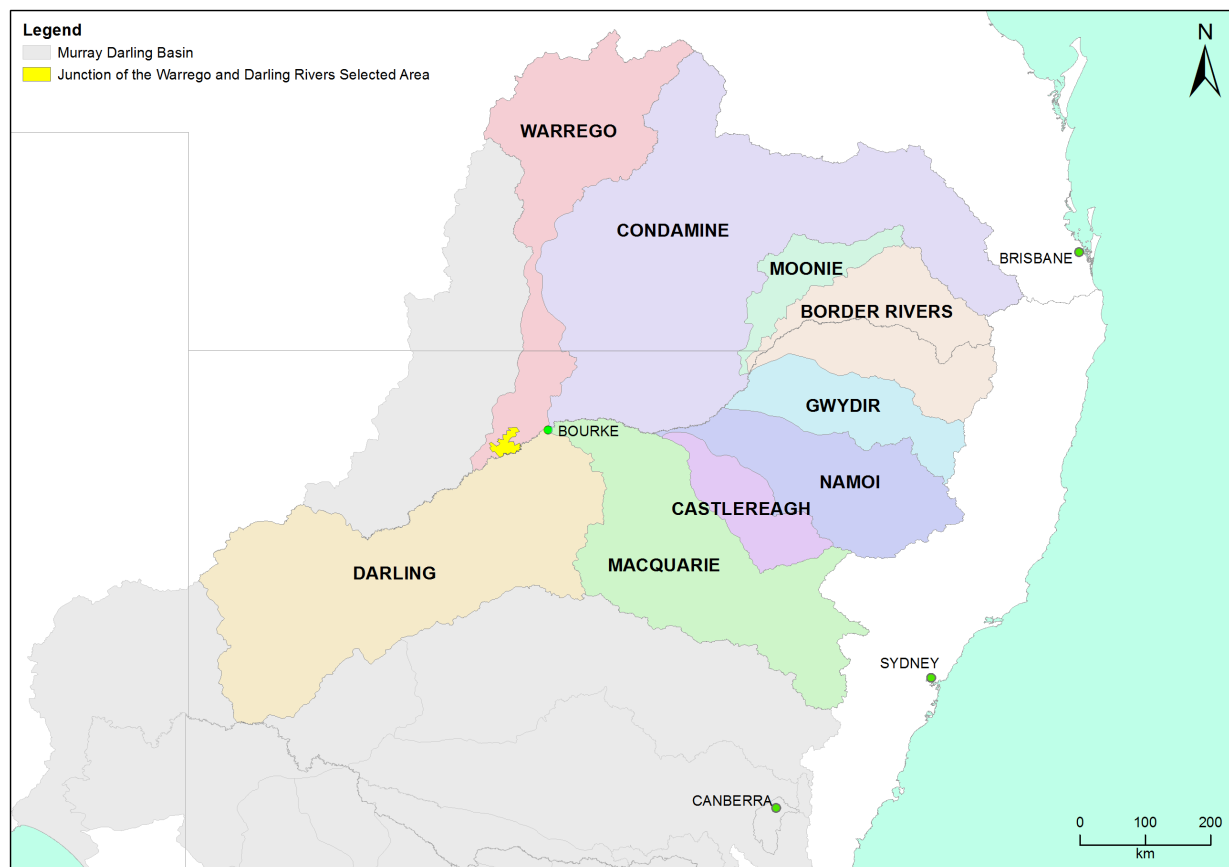 Legend
Murray Darling Basin
Junction of the Warrego and Darling Rivers Selected Area
N
WARREGO
CONDAMINE
BRISBANE
MOONIE
BORDER RIVERS
GWYDIR
BOURKE
NAMOI
CASTLEREAGH
MACQUARIE
DARLING
SYDNEY
CANBERRA
0 100 200
km